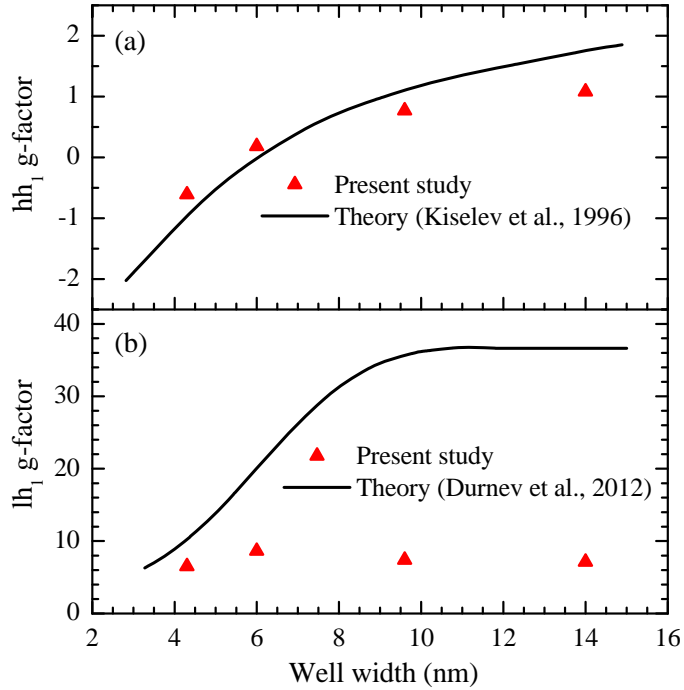 (a)
2
1
0
-1
-2
hh₁ g-factor
Present study
Theory (Kiselev et al., 1996)
(b)
40
30
20
10
0
lh₁ g-factor
Present study
Theory (Durnev et al., 2012)
2 4 6 8 10 12 14 16
Well width (nm)